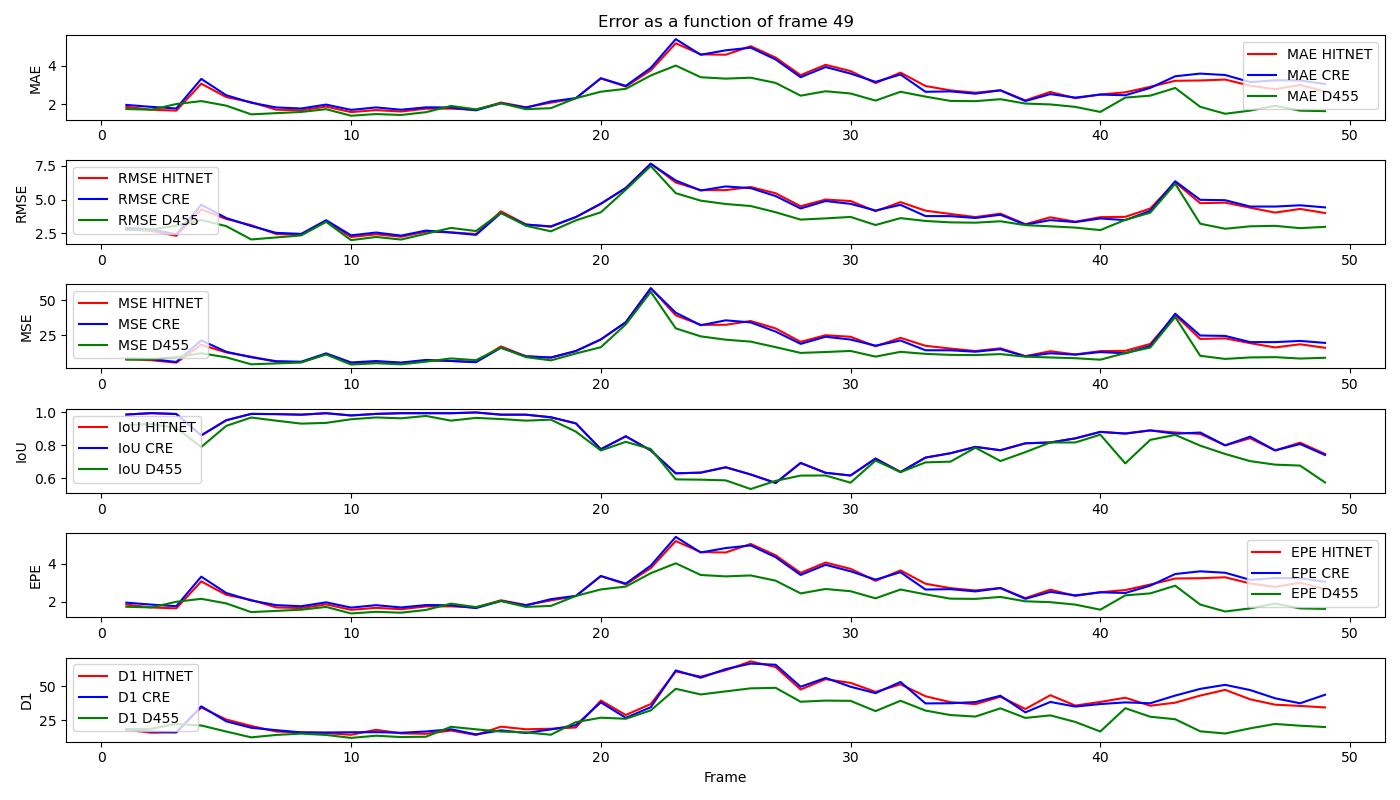 Error as a function of frame 49
MAE
4
2
MAE HITNET
MAE CRE
MAE D455
0 10 20 30 40 50
RMSE
7.5
5.0
2.5
RMSE HITNET
RMSE CRE
RMSE D455
0 10 20 30 40 50
MSE
50
25
MSE HITNET
MSE CRE
MSE D455
0 10 20 30 40 50
IoU
1.0
0.8
0.6
IoU HITNET
IoU CRE
IoU D455
0 10 20 30 40 50
EPE
4
2
EPE HITNET
EPE CRE
EPE D455
0 10 20 30 40 50
D1
50
25
D1 HITNET
D1 CRE
D1 D455
0 10 20 30 40 50
Frame